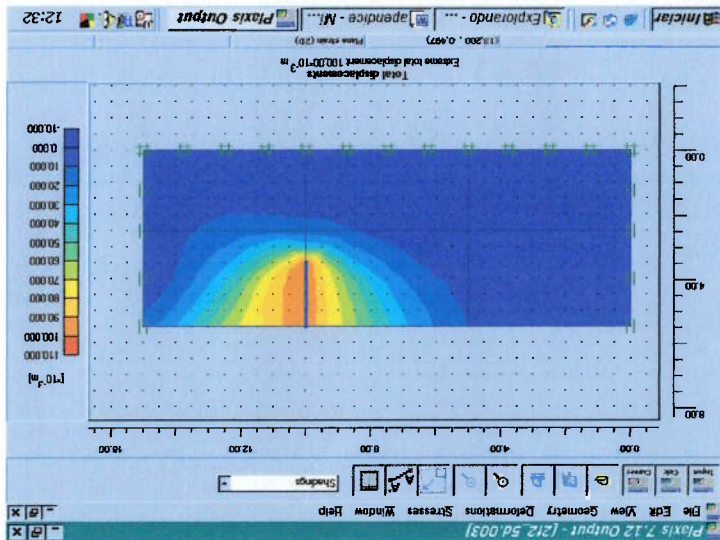 Plaxis 7.12 Output - [2f2_5d.003]
File Edit View Geometry Deformations Stresses Window Help
Input Calc Curves Shadings
0.00 4.00 8.00 12.00 16.00
8.00
4.00
0.00
[*10⁻³ m]
110.000
100.000
90.000
80.000
70.000
60.000
50.000
40.000
30.000
20.000
10.000
0.000
-10.000
Total displacements
Extreme total displacement 100.00*10⁻³ m
(13.200 , 0.497) Plane strain (2D)
Iniciar Explorando - ... apendice - Mi... Plaxis Output 12:32